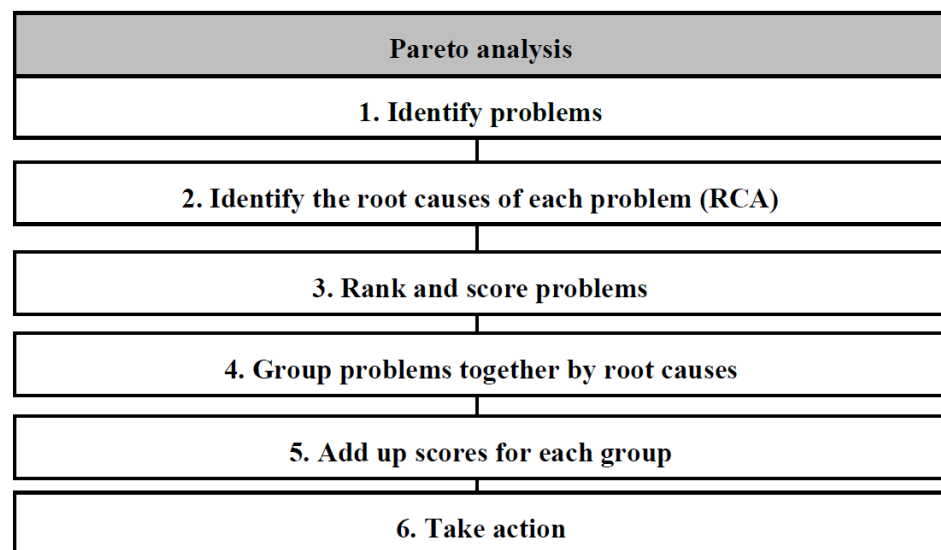 Pareto analysis
1. Identify problems
2. Identify the root causes of each problem (RCA)
3. Rank and score problems
4. Group problems together by root causes
5. Add up scores for each group
6. Take action